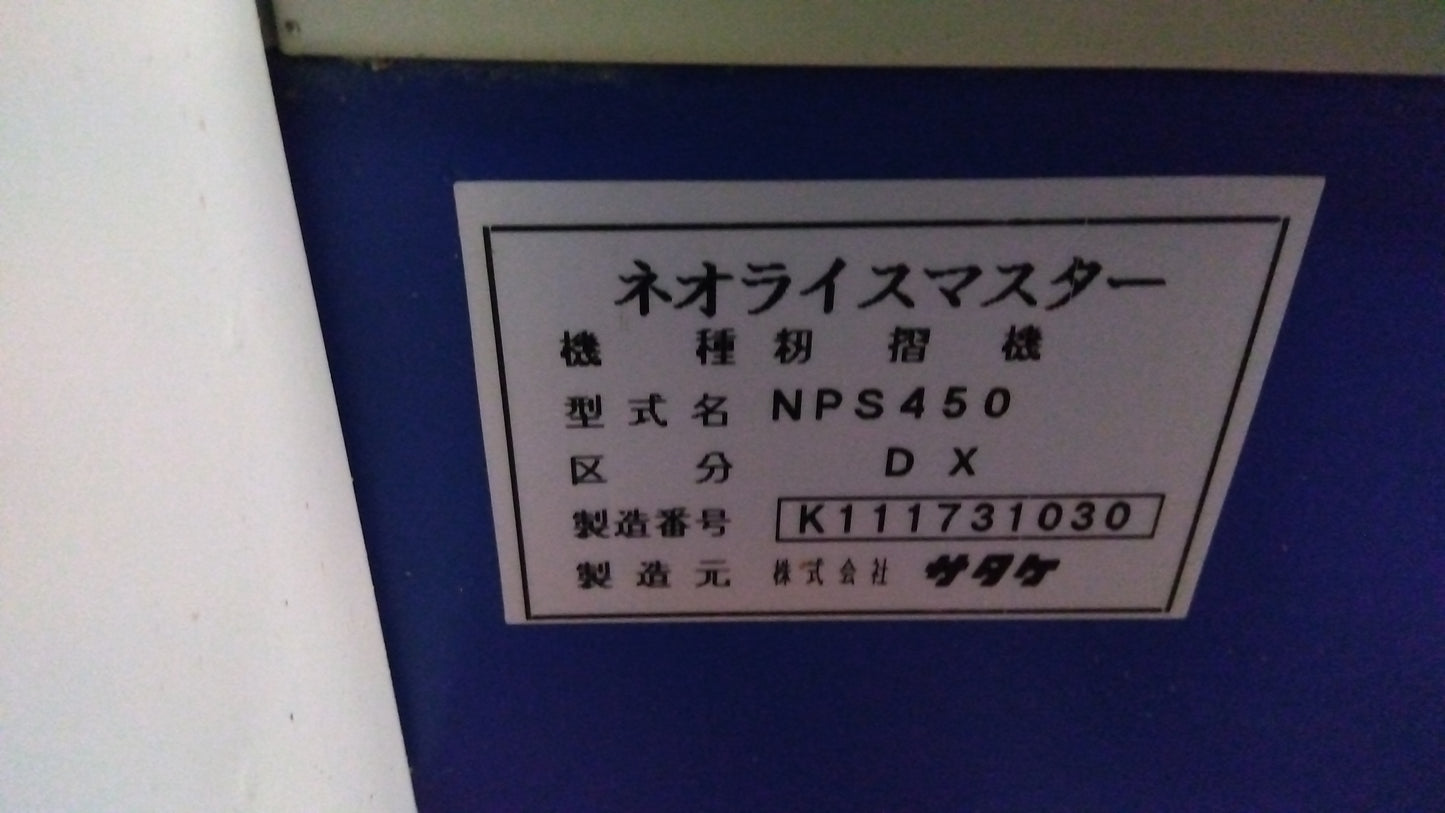 ネオライスマスター
機種 籾摺機
型式名 NPS450
区分 DX
製造番号 K111731030
製造元 株式会社 サタケ